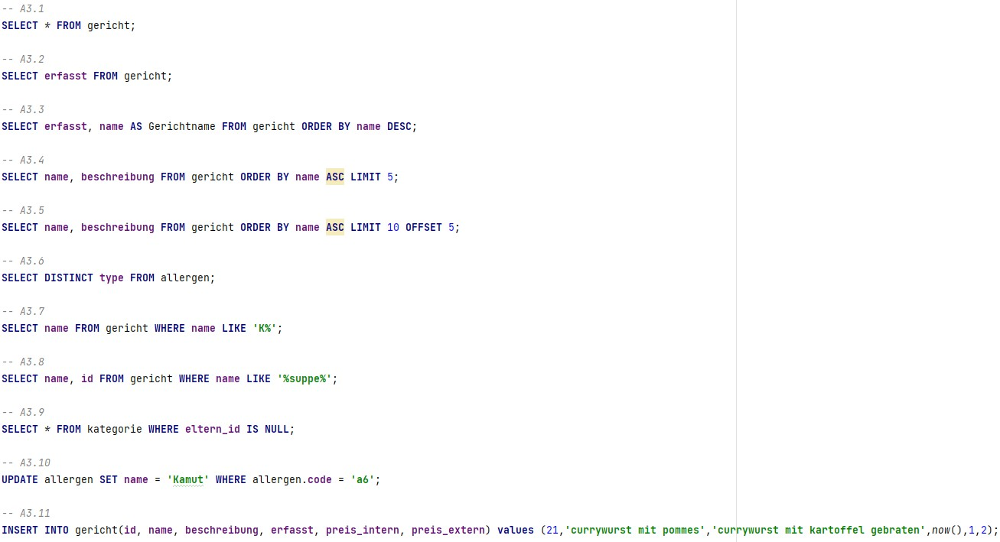 -- A3.1
SELECT * FROM gericht;
-- A3.2
SELECT erfasst FROM gericht;
-- A3.3
SELECT erfasst, name AS Gerichtname FROM gericht ORDER BY name DESC;
-- A3.4
SELECT name, beschreibung FROM gericht ORDER BY name ASC LIMIT 5;
-- A3.5
SELECT name, beschreibung FROM gericht ORDER BY name ASC LIMIT 10 OFFSET 5;
-- A3.6
SELECT DISTINCT type FROM allergen;
-- A3.7
SELECT name FROM gericht WHERE name LIKE 'K%';
-- A3.8
SELECT name, id FROM gericht WHERE name LIKE '%suppe%';
-- A3.9
SELECT * FROM kategorie WHERE eltern_id IS NULL;
-- A3.10
UPDATE allergen SET name = 'Kamut' WHERE allergen.code = 'a6';
-- A3.11
INSERT INTO gericht(id, name, beschreibung, erfasst, preis_intern, preis_extern) values (21,'currywurst mit pommes','currywurst mit kartoffel gebraten',now(),1,2);